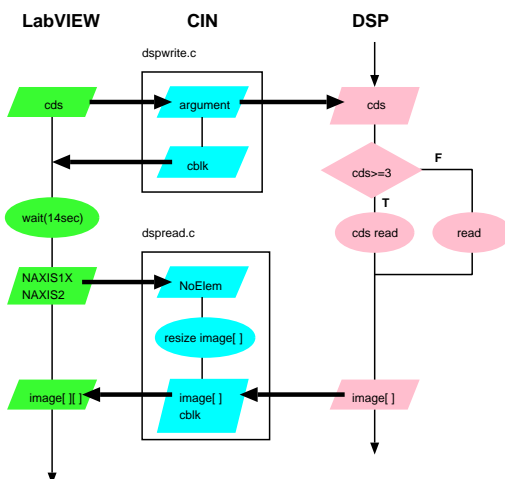 LabVIEW
CIN
DSP
dspwrite.c
cds
argument
cds
cblk
cds>=3
F
T
wait(14sec)
cds read
read
dspread.c
NAXIS1X
NAXIS2
NoElem
resize image[ ]
image[ ][ ]
image[ ]
cblk
image[ ]